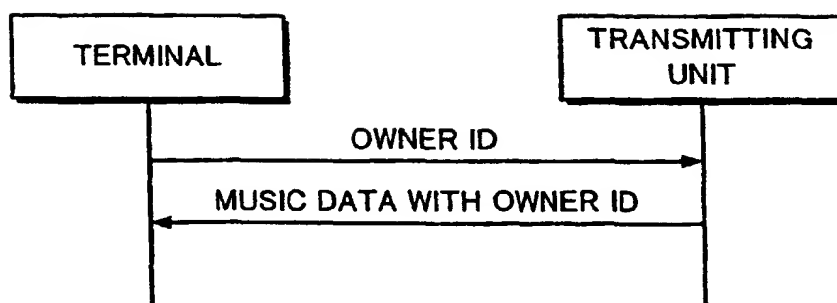 TERMINAL
TRANSMITTING
UNIT
OWNER ID
MUSIC DATA WITH OWNER ID